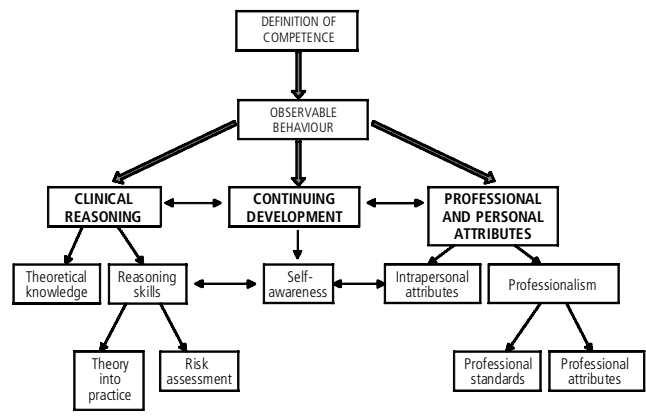 DEFINITION OF
COMPETENCE
OBSERVABLE
BEHAVIOUR
CLINICAL
REASONING
CONTINUING
DEVELOPMENT
PROFESSIONAL
AND PERSONAL
ATTRIBUTES
Theoretical
knowledge
Reasoning
skills
Self-
awareness
Intrapersonal
attributes
Professionalism
Theory
into
practice
Risk
assessment
Professional
standards
Professional
attributes